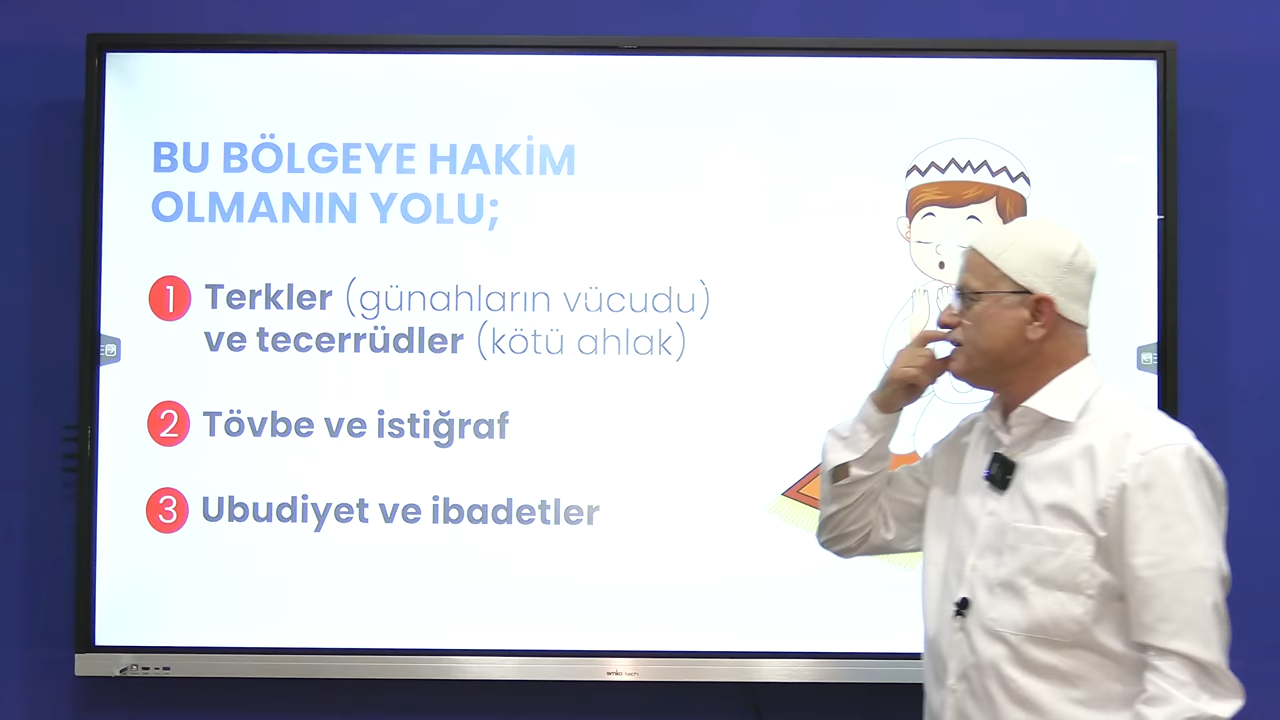 BU BÖLGEYE HAKİM
OLMANIN YOLU;
1 Terkler (günahların vücudu)
ve tecerrüdler (kötü ahlak)
2 Tövbe ve istiğraf
3 Ubudiyet ve ibadetler